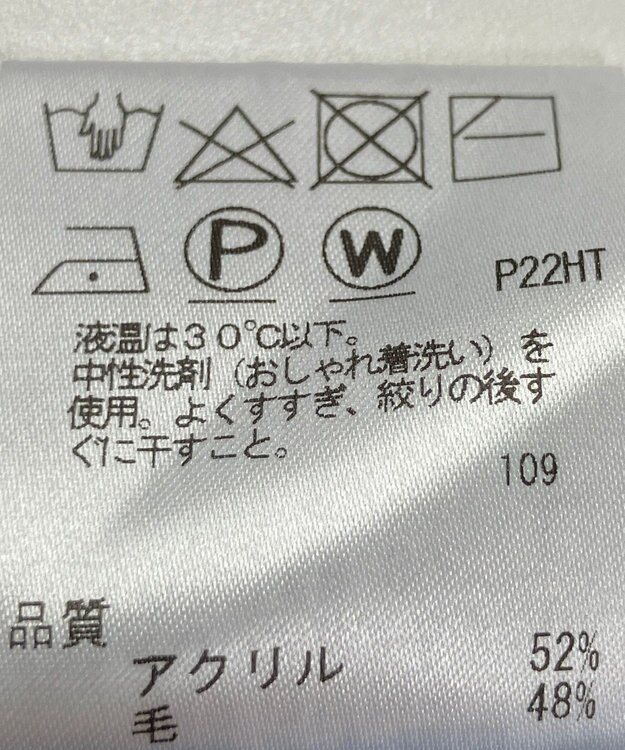 P W P22HT
液温は30℃以下。
中性洗剤（おしゃれ着洗い）を
使用。よくすすぎ、絞りの後す
ぐに干すこと。
109
品質
アクリル 52%
毛 48%